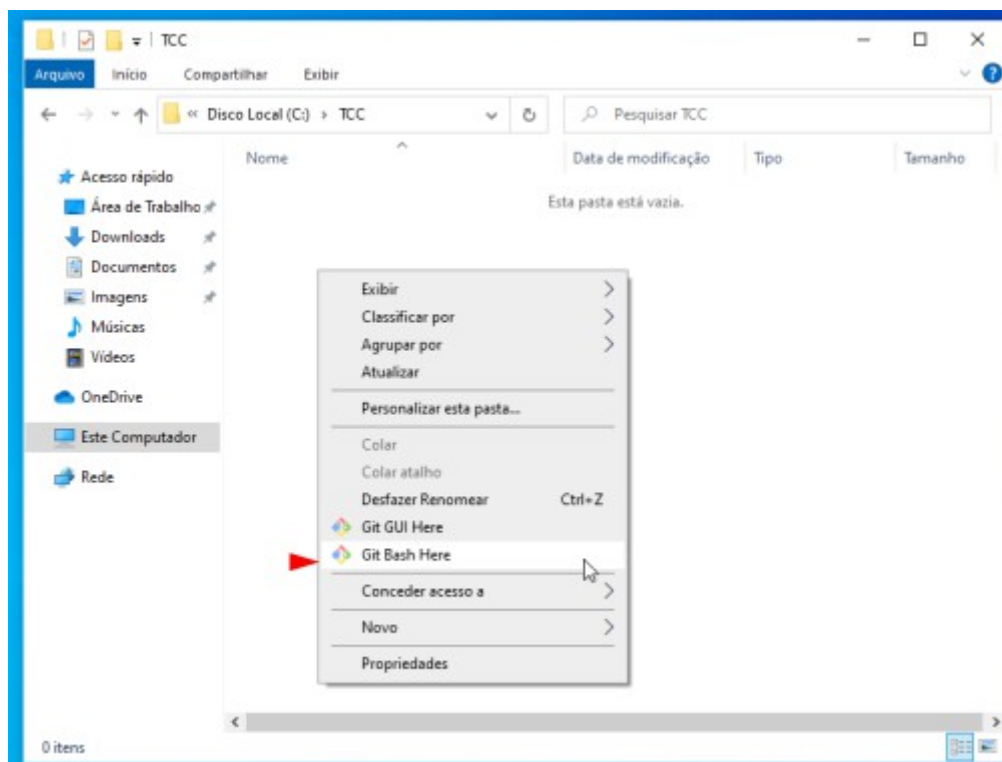 TCC
Arquivo Início Compartilhar Exibir
« Disco Local (C:) › TCC
Pesquisar TCC
Nome Data de modificação Tipo Tamanho
Esta pasta está vazia.
Acesso rápido
Área de Trabalho
Downloads
Documentos
Imagens
Músicas
Vídeos
OneDrive
Este Computador
Rede
Exibir
Classificar por
Agrupar por
Atualizar
Personalizar esta pasta...
Colar
Colar atalho
Desfazer Renomear Ctrl+Z
Git GUI Here
Git Bash Here
Conceder acesso a
Novo
Propriedades
0 itens